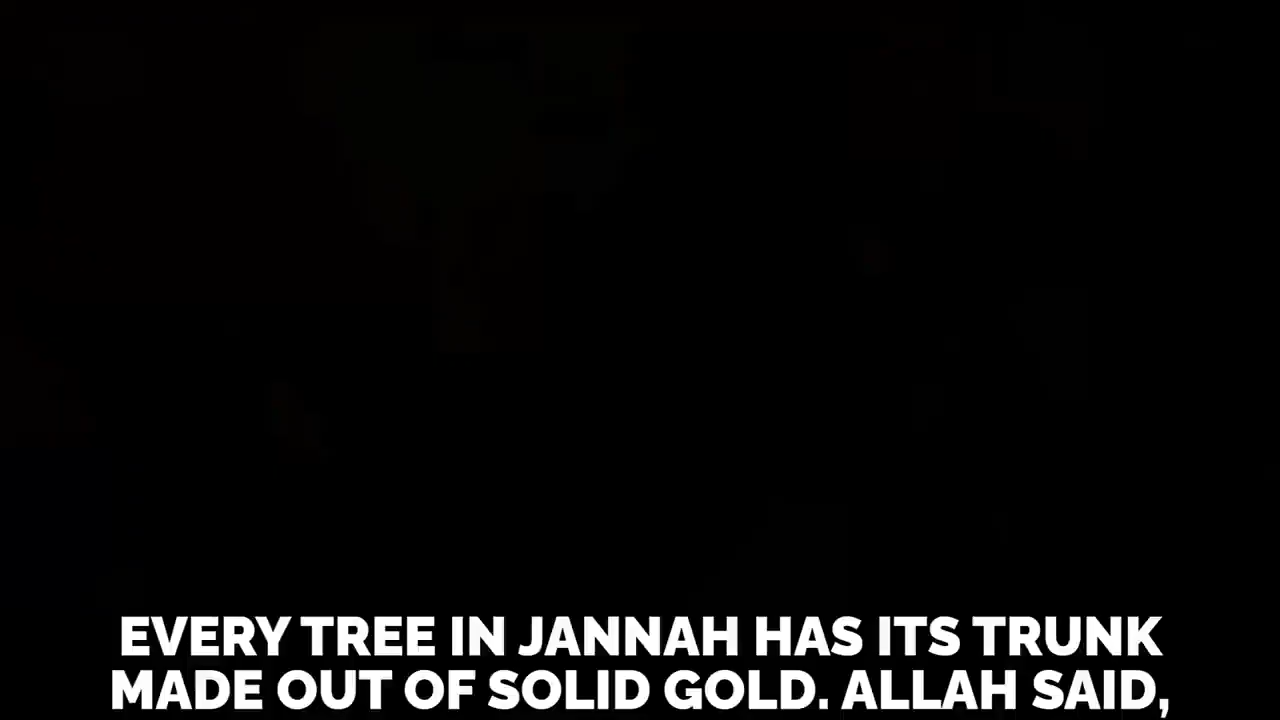 EVERY TREE IN JANNAH HAS ITS TRUNK
MADE OUT OF SOLID GOLD. ALLAH SAID,